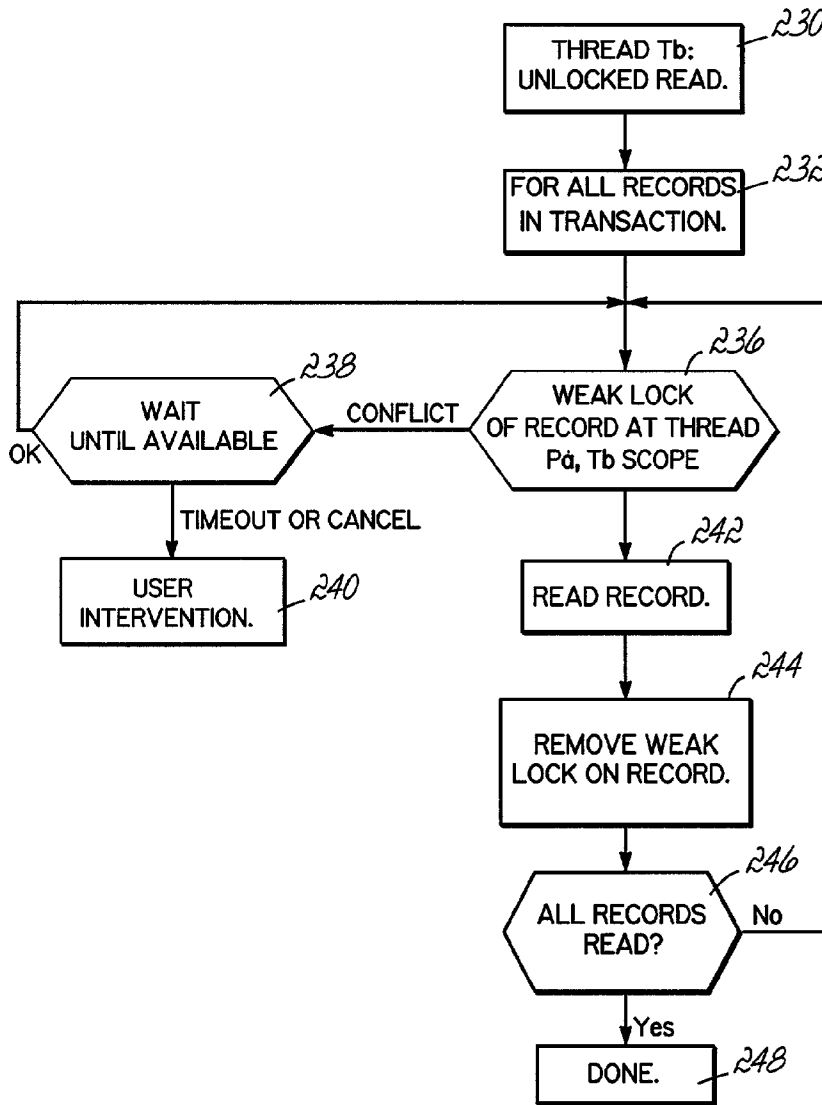 230
THREAD Tb:
UNLOCKED READ.
232
FOR ALL RECORDS
IN TRANSACTION.
236
WEAK LOCK
OF RECORD AT THREAD
Pa, Tb SCOPE
CONFLICT
238
WAIT
UNTIL AVAILABLE
OK
TIMEOUT OR CANCEL
USER
INTERVENTION.
240
242
READ RECORD.
244
REMOVE WEAK
LOCK ON RECORD.
246
ALL RECORDS
READ?
No
Yes
DONE.
248